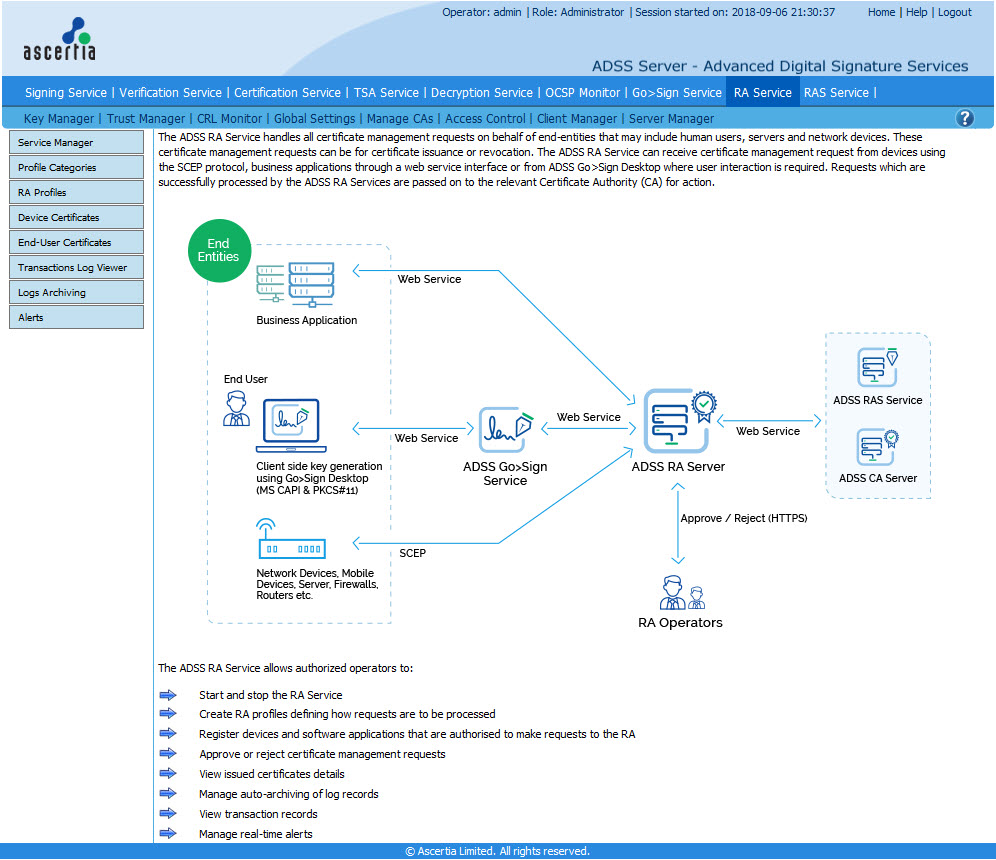 Operator: admin | Role: Administrator | Session started on: 2018-09-06 21:30:37
Home | Help | Logout
ascertia
ADSS Server - Advanced Digital Signature Services
Signing Service | Verification Service | Certification Service | TSA Service | Decryption Service | OCSP Monitor | Go>Sign Service RA Service RAS Service |
Key Manager | Trust Manager | CRL Monitor | Global Settings | Manage CAs | Access Control | Client Manager | Server Manager
?
Service Manager
Profile Categories
RA Profiles
Device Certificates
End-User Certificates
Transactions Log Viewer
Logs Archiving
Alerts
The ADSS RA Service handles all certificate management requests on behalf of end-entities that may include human users, servers and network devices. These
certificate management requests can be for certificate issuance or revocation. The ADSS RA Service can receive certificate management request from devices using
the SCEP protocol, business applications through a web service interface or from ADSS Go>Sign Desktop where user interaction is required. Requests which are
successfully processed by the ADSS RA Services are passed on to the relevant Certificate Authority (CA) for action.
End
Entities
Web Service
Business Application
End User
len
Web Service
Client side key generation
using Go>Sign Desktop
(MS CAPI & PKCS#11)
len
ADSS Go>Sign
Service
Web Service
ADSS RA Server
Web Service
ADSS RAS Service
ADSS CA Server
SCEP
Network Devices, Mobile
Devices, Server, Firewalls,
Routers etc.
Approve / Reject (HTTPS)
RA Operators
The ADSS RA Service allows authorized operators to:
Start and stop the RA Service
Create RA profiles defining how requests are to be processed
Register devices and software applications that are authorised to make requests to the RA
Approve or reject certificate management requests
View issued certificates details
Manage auto-archiving of log records
View transaction records
Manage real-time alerts
© Ascertia Limited. All rights reserved.